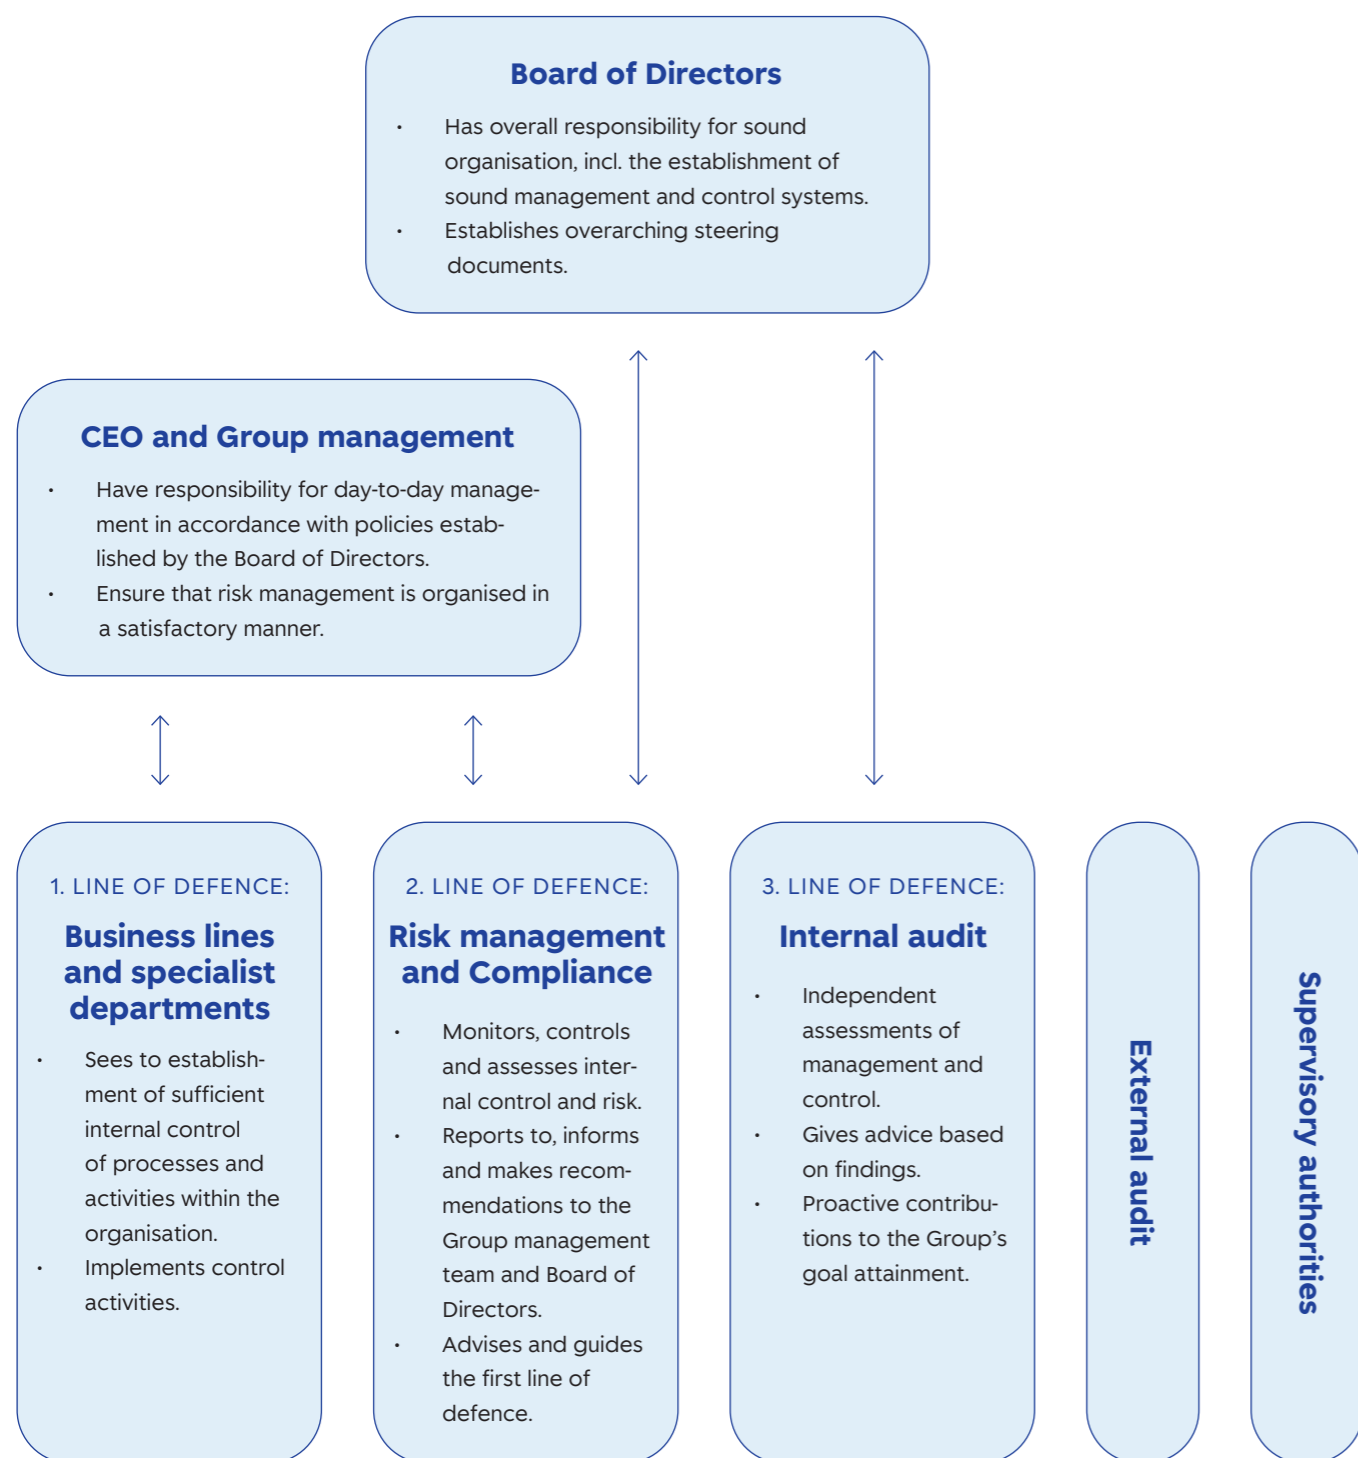 Board of Directors
· Has overall responsibility for sound
organisation, incl. the establishment of
sound management and control systems.
· Establishes overarching steering
documents.
CEO and Group management
· Have responsibility for day-to-day manage-
ment in accordance with policies estab-
lished by the Board of Directors.
· Ensure that risk management is organised in
a satisfactory manner.
1. LINE OF DEFENCE:
Business lines
and specialist
departments
· Sees to establish-
ment of sufficient
internal control
of processes and
activities within the
organisation.
· Implements control
activities.
2. LINE OF DEFENCE:
Risk management
and Compliance
· Monitors, controls
and assesses inter-
nal control and risk.
· Reports to, informs
and makes recom-
mendations to the
Group management
team and Board of
Directors.
· Advises and guides
the first line of
defence.
3. LINE OF DEFENCE:
Internal audit
· Independent
assessments of
management and
control.
· Gives advice based
on findings.
· Proactive contribu-
tions to the Group’s
goal attainment.
External audit
Supervisory authorities